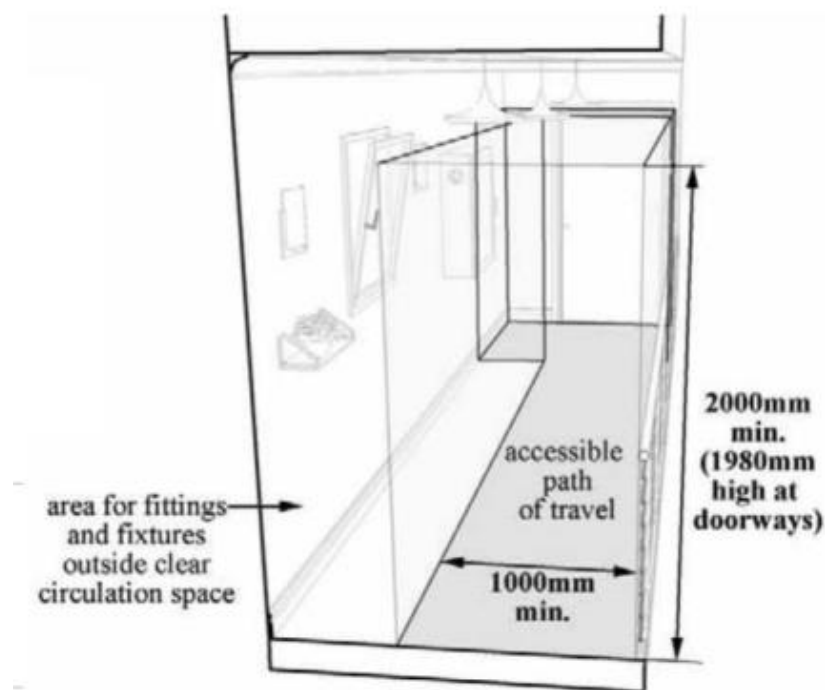 2000mm
min.
(1980mm
high at
doorways)
accessible
path
of travel
area for fittings
and fixtures
outside clear
circulation space
1000mm
min.